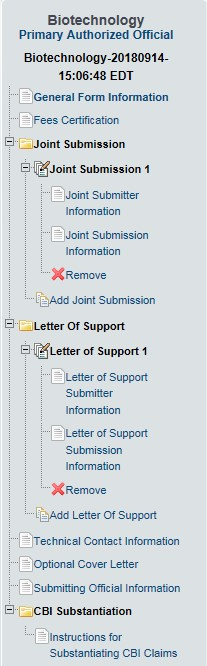 Biotechnology
Primary Authorized Official
Biotechnology-20180914-
15:06:48 EDT
General Form Information
Fees Certification
Joint Submission
Joint Submission 1
Joint Submitter
Information
Joint Submission
Information
Remove
Add Joint Submission
Letter Of Support
Letter of Support 1
Letter of Support
Submitter
Information
Letter of Support
Submission
Information
Remove
Add Letter Of Support
Technical Contact Information
Optional Cover Letter
Submitting Official Information
CBI Substantiation
Instructions for
Substantiating CBI Claims